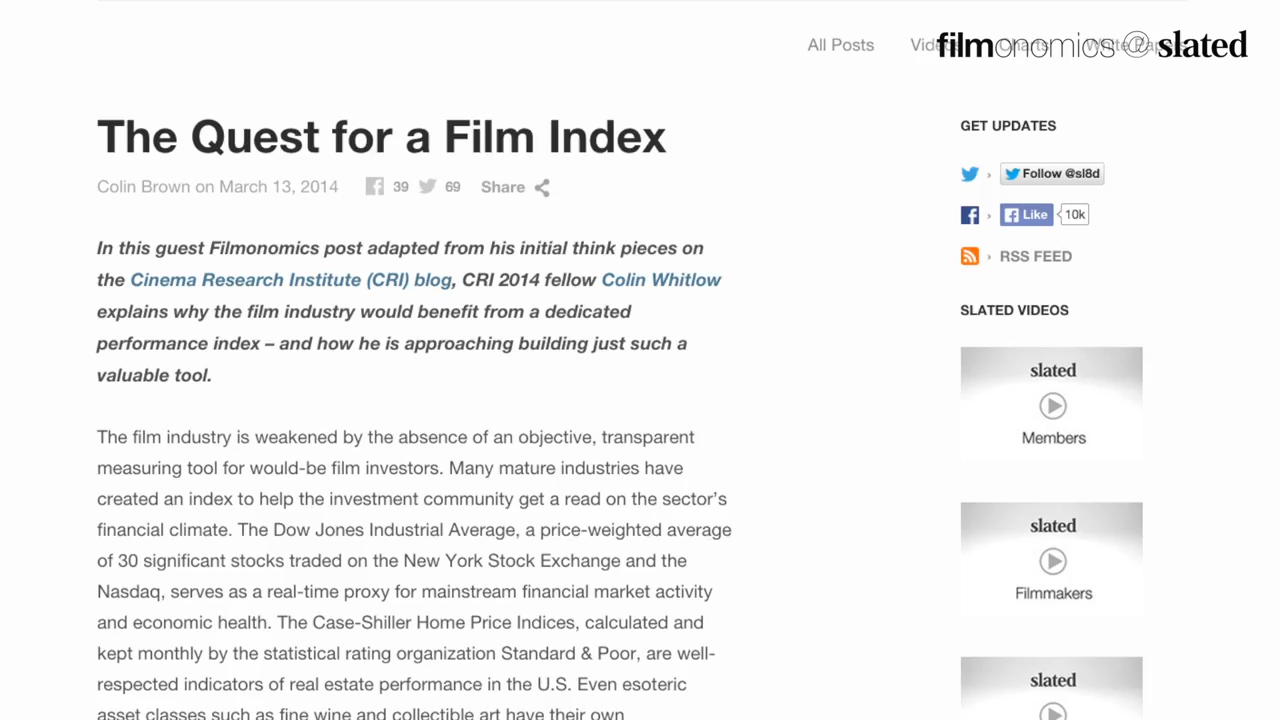 All Posts Videos Charts White Papers
filmonomics @ slated
The Quest for a Film Index
Colin Brown on March 13, 2014 39 69 Share
In this guest Filmonomics post adapted from his initial think pieces on
the Cinema Research Institute (CRI) blog, CRI 2014 fellow Colin Whitlow
explains why the film industry would benefit from a dedicated
performance index – and how he is approaching building just such a
valuable tool.
The film industry is weakened by the absence of an objective, transparent
measuring tool for would-be film investors. Many mature industries have
created an index to help the investment community get a read on the sector's
financial climate. The Dow Jones Industrial Average, a price-weighted average
of 30 significant stocks traded on the New York Stock Exchange and the
Nasdaq, serves as a real-time proxy for mainstream financial market activity
and economic health. The Case-Shiller Home Price Indices, calculated and
kept monthly by the statistical rating organization Standard & Poor, are well-
respected indicators of real estate performance in the U.S. Even esoteric
asset classes such as fine wine and collectible art have their own
GET UPDATES
Follow @sl8d
Like 10k
RSS FEED
SLATED VIDEOS
slated
Members
slated
Filmmakers
slated